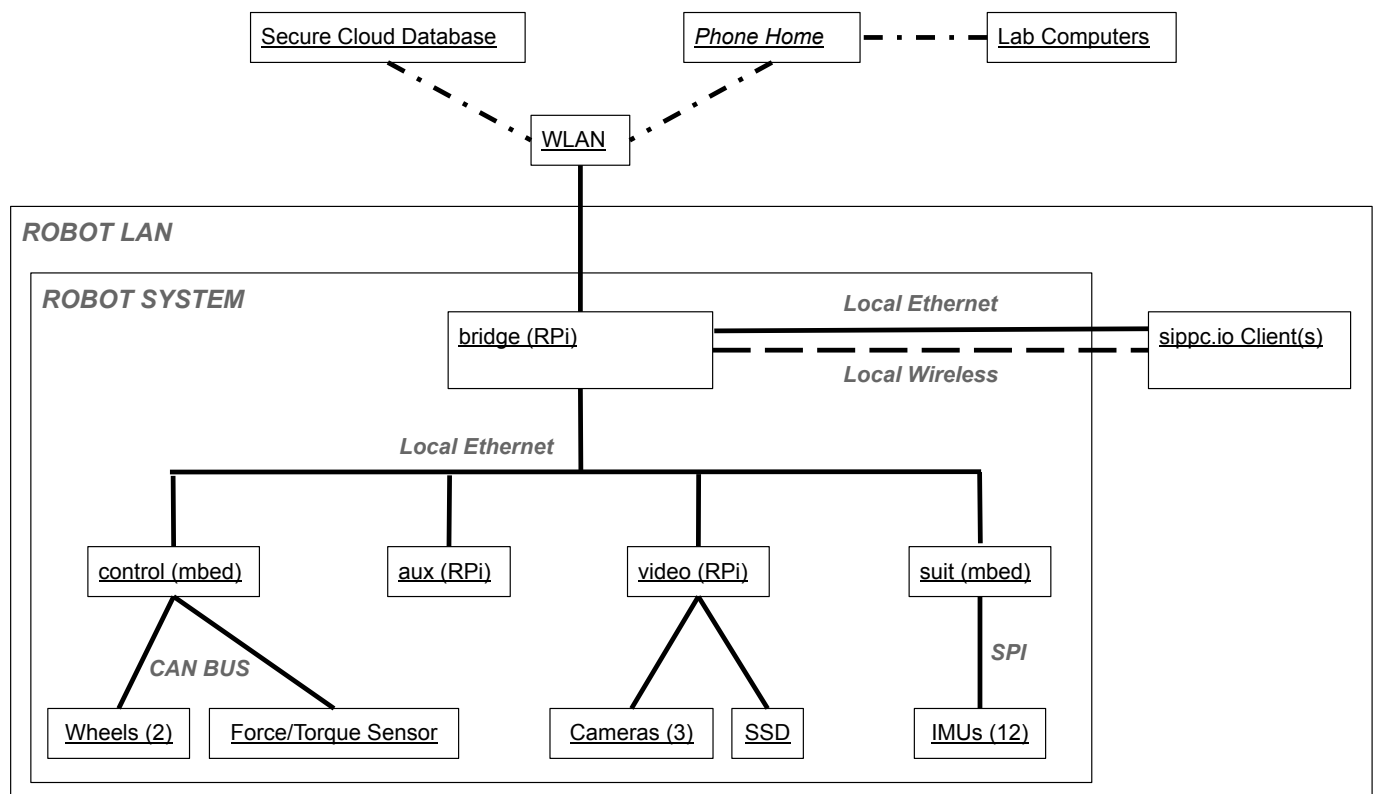 Secure Cloud Database
Phone Home
Lab Computers
WLAN
ROBOT LAN
ROBOT SYSTEM
Local Ethernet
bridge (RPi)
sippc.io Client(s)
Local Wireless
Local Ethernet
control (mbed)
aux (RPi)
video (RPi)
suit (mbed)
CAN BUS
SPI
Wheels (2)
Force/Torque Sensor
Cameras (3)
SSD
IMUs (12)